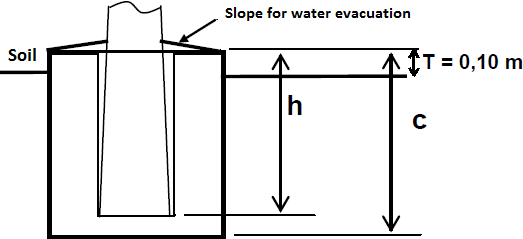 Slope for water evacuation
Soil
T = 0,10 m
h
c